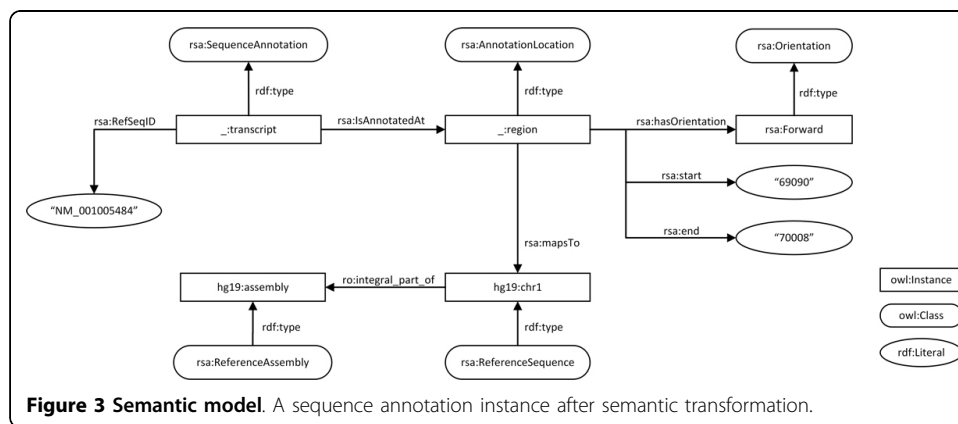 rsa:SequenceAnnotation
rsa:AnnotationLocation
rsa:Orientation
rdf:type
rdf:type
rdf:type
rsa:RefSeqID
_:transcript
rsa:IsAnnotatedAt
_:region
rsa:hasOrientation
rsa:Forward
rsa:start
"69090"
"NM_001005484"
rsa:end
"70008"
rsa:mapsTo
hg19:assembly
ro:integral_part_of
hg19:chr1
owl:Instance
rdf:type
rdf:type
owl:Class
rsa:ReferenceAssembly
rsa:ReferenceSequence
rdf:Literal
Figure 3 Semantic model. A sequence annotation instance after semantic transformation.